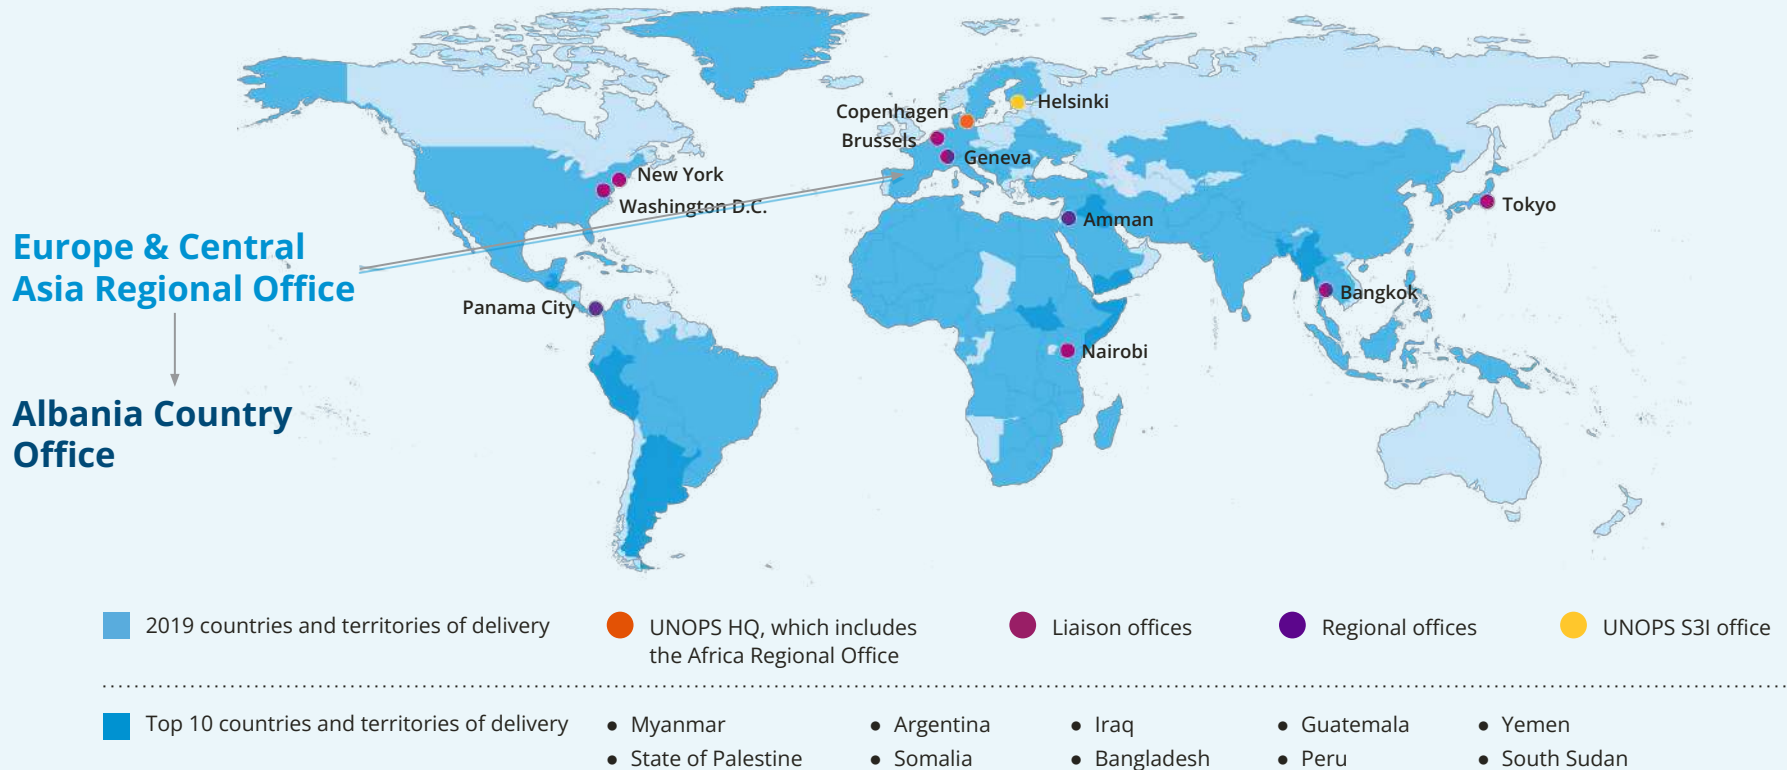 Copenhagen
Helsinki
Brussels
Geneva
New York
Washington D.C.
Tokyo
Amman
Europe & Central
Asia Regional Office
Panama City
Bangkok
Nairobi
Albania Country
Office
2019 countries and territories of delivery
UNOPS HQ, which includes
the Africa Regional Office
Liaison offices
Regional offices
UNOPS S3I office
Top 10 countries and territories of delivery
• Myanmar
• Argentina
• Iraq
• Guatemala
• Yemen
• State of Palestine
• Somalia
• Bangladesh
• Peru
• South Sudan